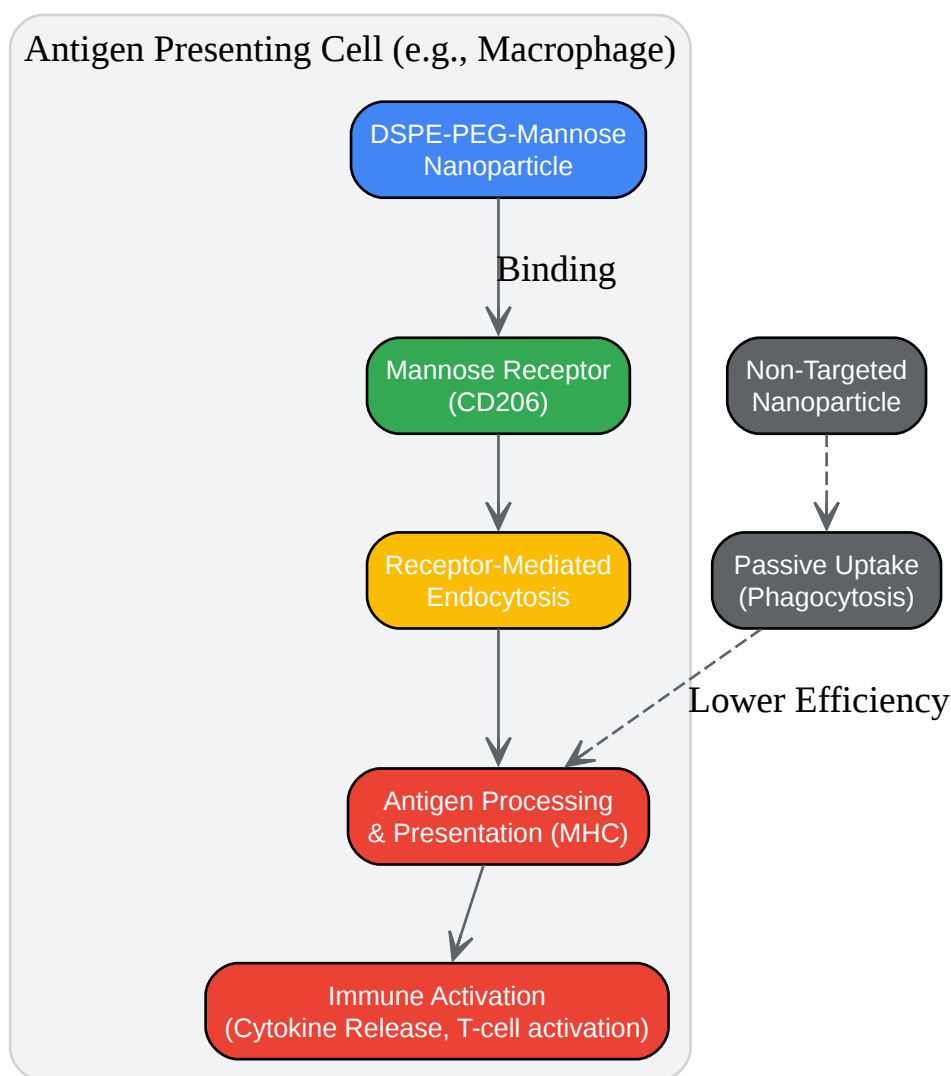 Antigen Presenting Cell (e.g., Macrophage)
DSPE-PEG-Mannose
Nanoparticle
Binding
Mannose Receptor
(CD206)
Non-Targeted
Nanoparticle
Receptor-Mediated
Endocytosis
Passive Uptake
(Phagocytosis)
Lower Efficiency
Antigen Processing
& Presentation (MHC)
Immune Activation
(Cytokine Release, T-cell activation)